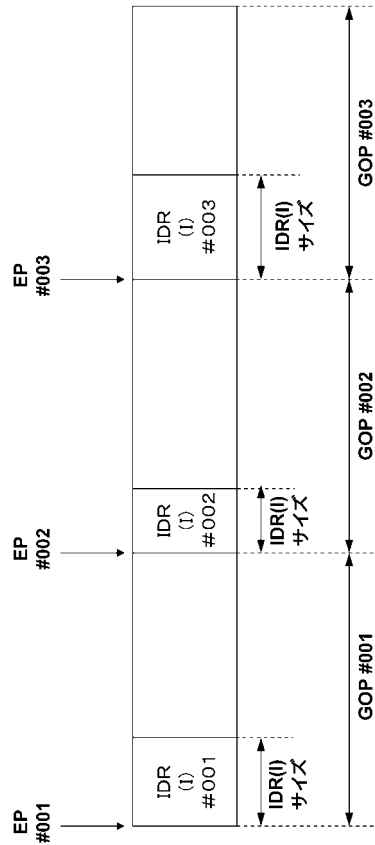 EP
#001
EP
#002
EP
#003
IDR
(I)
#001
IDR
(I)
#002
IDR
(I)
#003
IDR(I)
サイズ
IDR(I)
サイズ
IDR(I)
サイズ
GOP #001
GOP #002
GOP #003